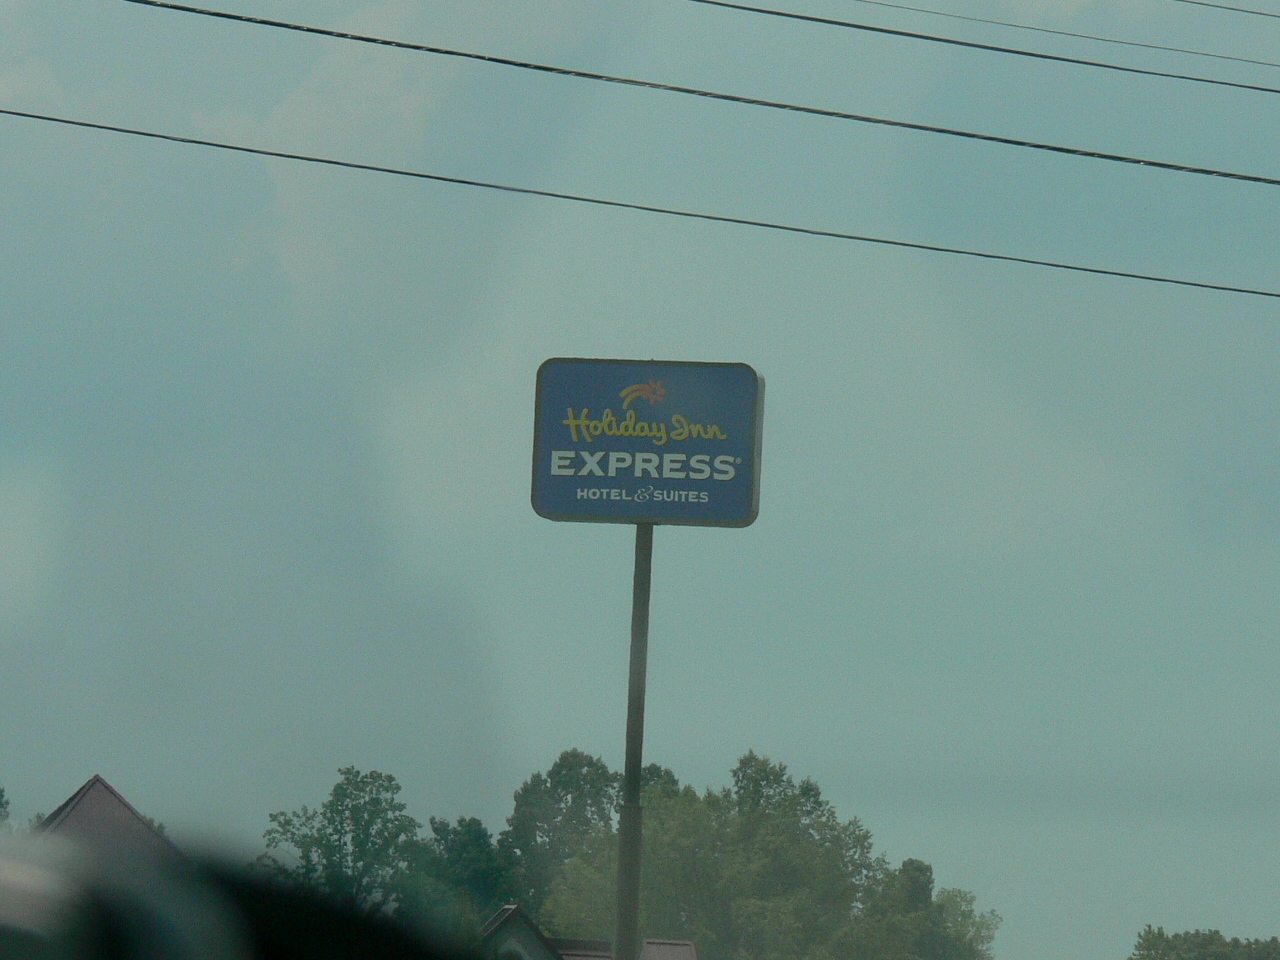 Holiday Inn
EXPRESS®
HOTEL & SUITES